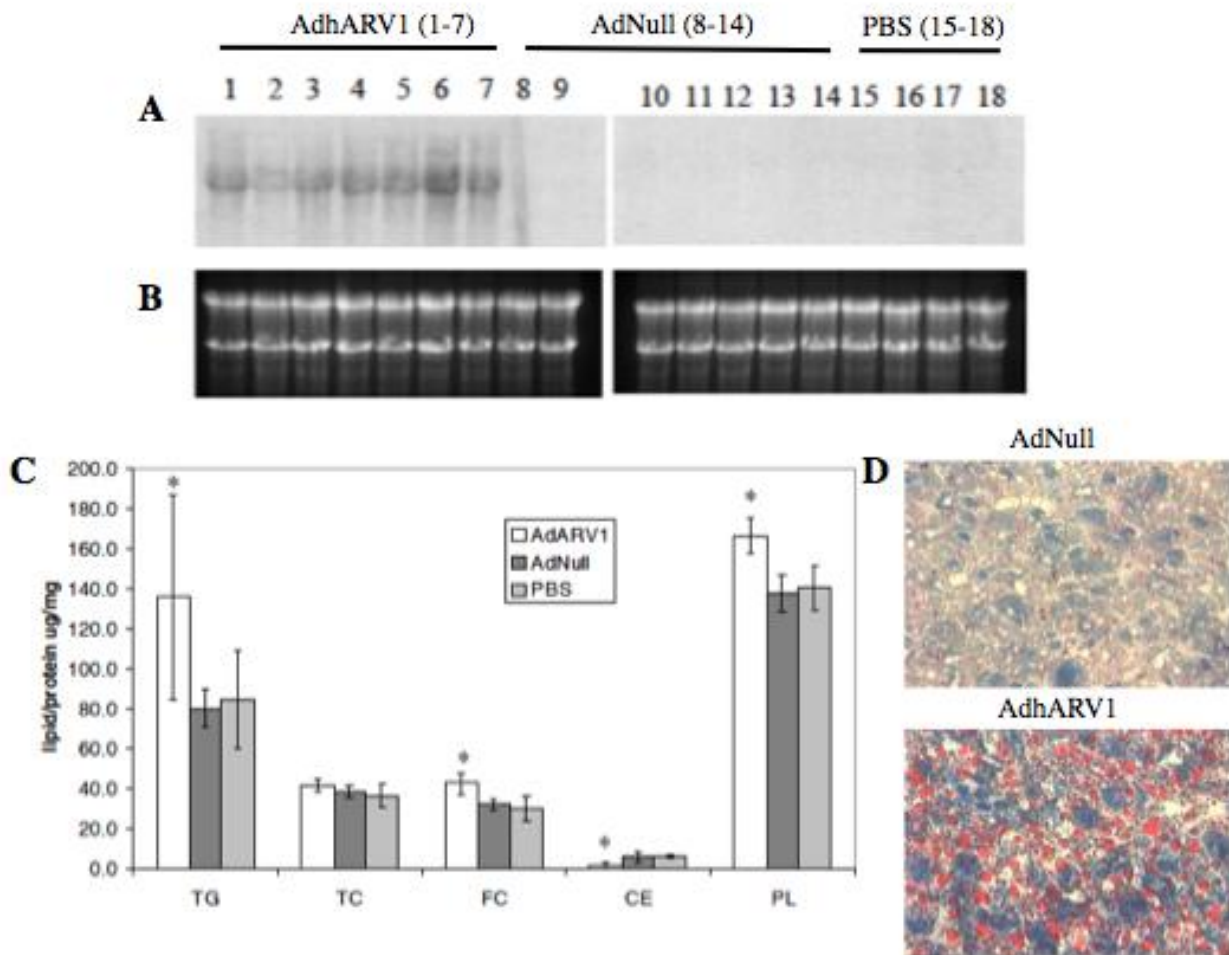 AdhARV1 (1-7) AdNull (8-14) PBS (15-18)
1 2 3 4 5 6 7 8 9 10 11 12 13 14 15 16 17 18
A
B
C
200.0
180.0
160.0
140.0
120.0
100.0
80.0
60.0
40.0
20.0
0.0
lipid/protein ug/mg
*
*
*
*
AdARV1
AdNull
PBS
TG TC FC CE PL
D
AdNull
AdhARV1